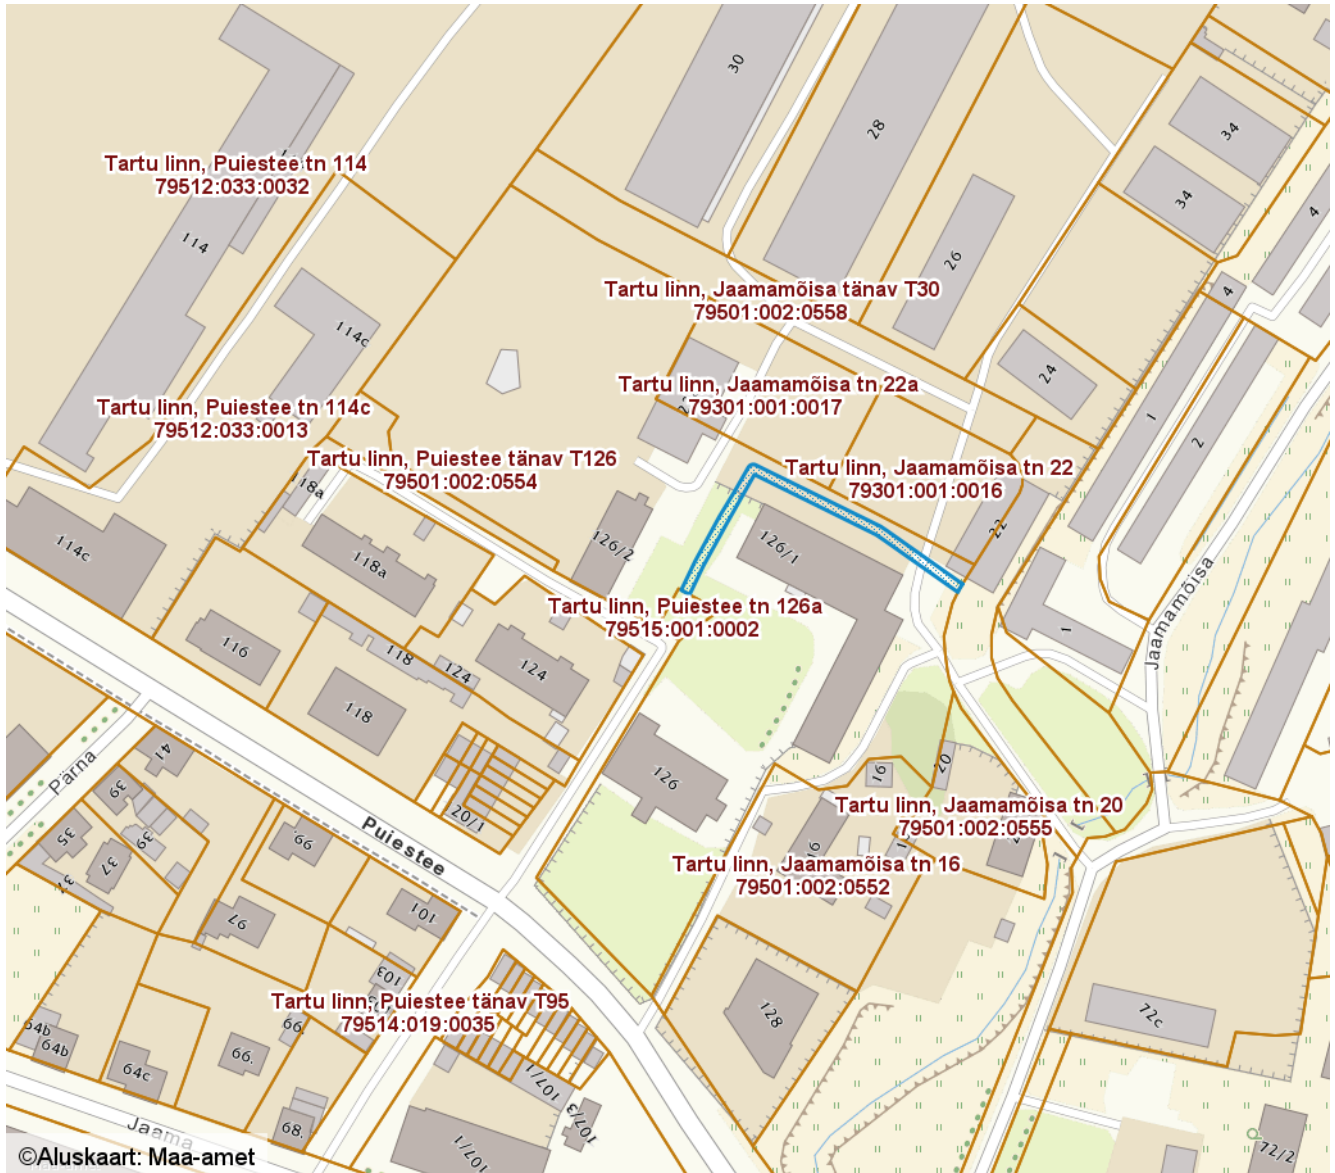 30
28
34
34
4
4
Tartu linn, Puiestee tn 114
79512:033:0032
114
26
Tartu linn, Jaamamõisa tänav T30
79501:002:0558
114c
24
1
2
Tartu linn, Jaamamõisa tn 22a
79301:001:0017
Tartu linn, Puiestee tn 114c
79512:033:0013
Tartu linn, Puiestee tänav T126
79501:002:0554
Tartu linn, Jaamamõisa tn 22
79301:001:0016
118a
22
114c
118a
126/2
126/1
Jaamamõisa
1
Tartu linn, Puiestee tn 126a
79515:001:0002
116
118
124
124
118
126
41
Pärna
39
39
35
37
37
20/1
Puiestee
99.
16
20
Tartu linn, Jaamamõisa tn 20
79501:002:0555
16
Tartu linn, Jaamamõisa tn 16
79501:002:0552
97
101
103
Tartu linn, Puiestee tänav T95
79514:019:0035
128
72c
64b
64b
66.
66.
64c
68.
107/1
107/3
107/1
72/2
Jaama
©Aluskaart: Maa-amet